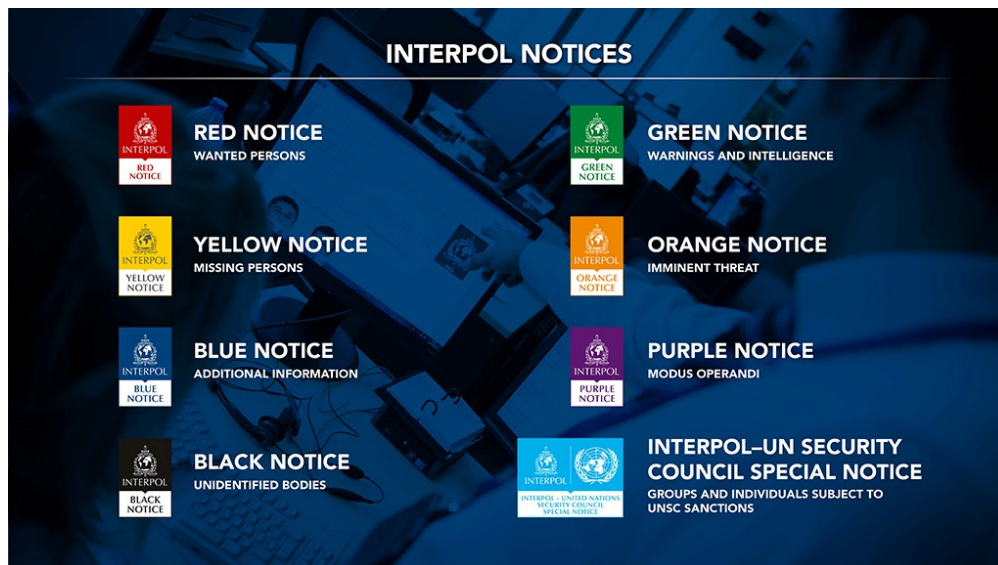 INTERPOL NOTICES
INTERPOL
RED
NOTICE
RED NOTICE
WANTED PERSONS
INTERPOL
YELLOW
NOTICE
YELLOW NOTICE
MISSING PERSONS
INTERPOL
BLUE
NOTICE
BLUE NOTICE
ADDITIONAL INFORMATION
INTERPOL
BLACK
NOTICE
BLACK NOTICE
UNIDENTIFIED BODIES
INTERPOL
GREEN
NOTICE
GREEN NOTICE
WARNINGS AND INTELLIGENCE
INTERPOL
ORANGE
NOTICE
ORANGE NOTICE
IMMINENT THREAT
INTERPOL
PURPLE
NOTICE
PURPLE NOTICE
MODUS OPERANDI
INTERPOL
INTERPOL - UNITED NATIONS
SECURITY COUNCIL
SPECIAL NOTICE
INTERPOL–UN SECURITY
COUNCIL SPECIAL NOTICE
GROUPS AND INDIVIDUALS SUBJECT TO
UNSC SANCTIONS